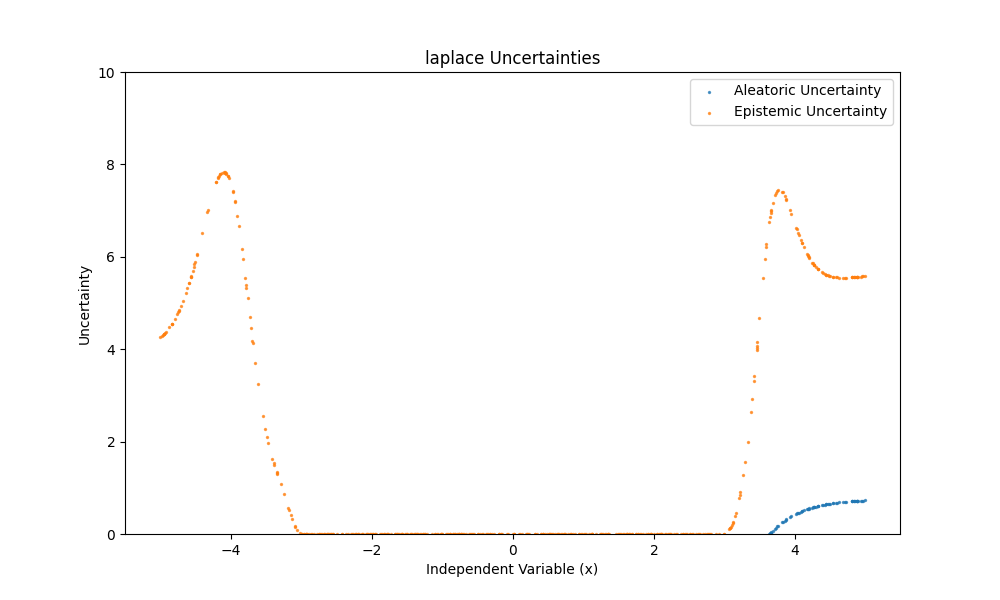 laplace Uncertainties
Aleatoric Uncertainty
Epistemic Uncertainty
Uncertainty
10
8
6
4
2
0
−4
−2
0
2
4
Independent Variable (x)